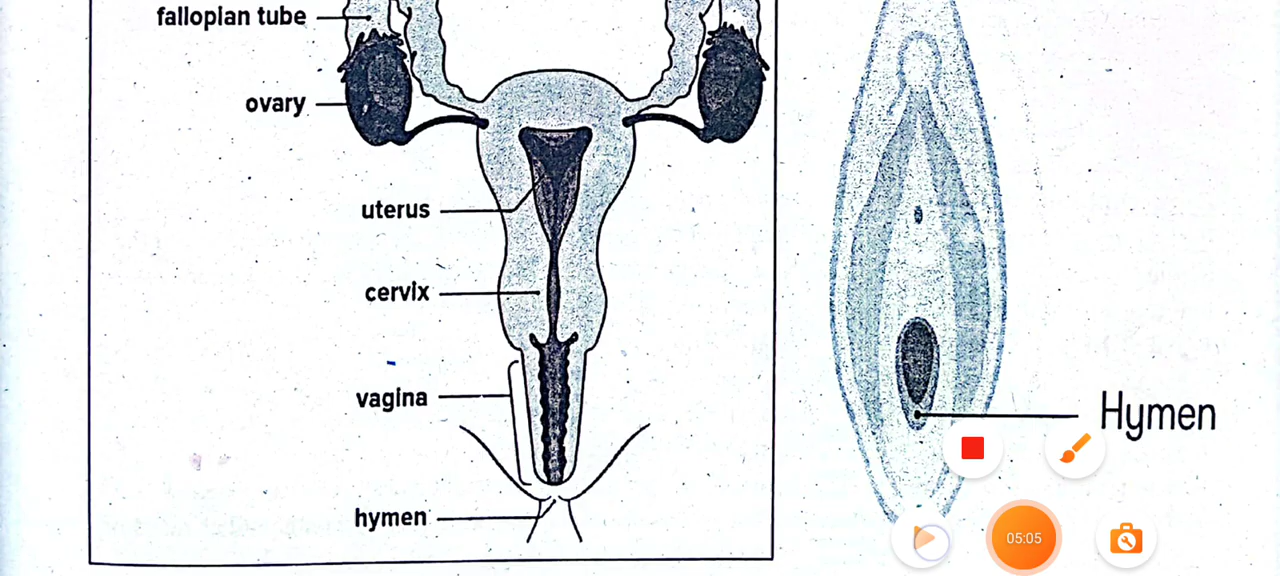 fallopian tube
ovary
uterus
cervix
vagina
hymen
Hymen
05:05